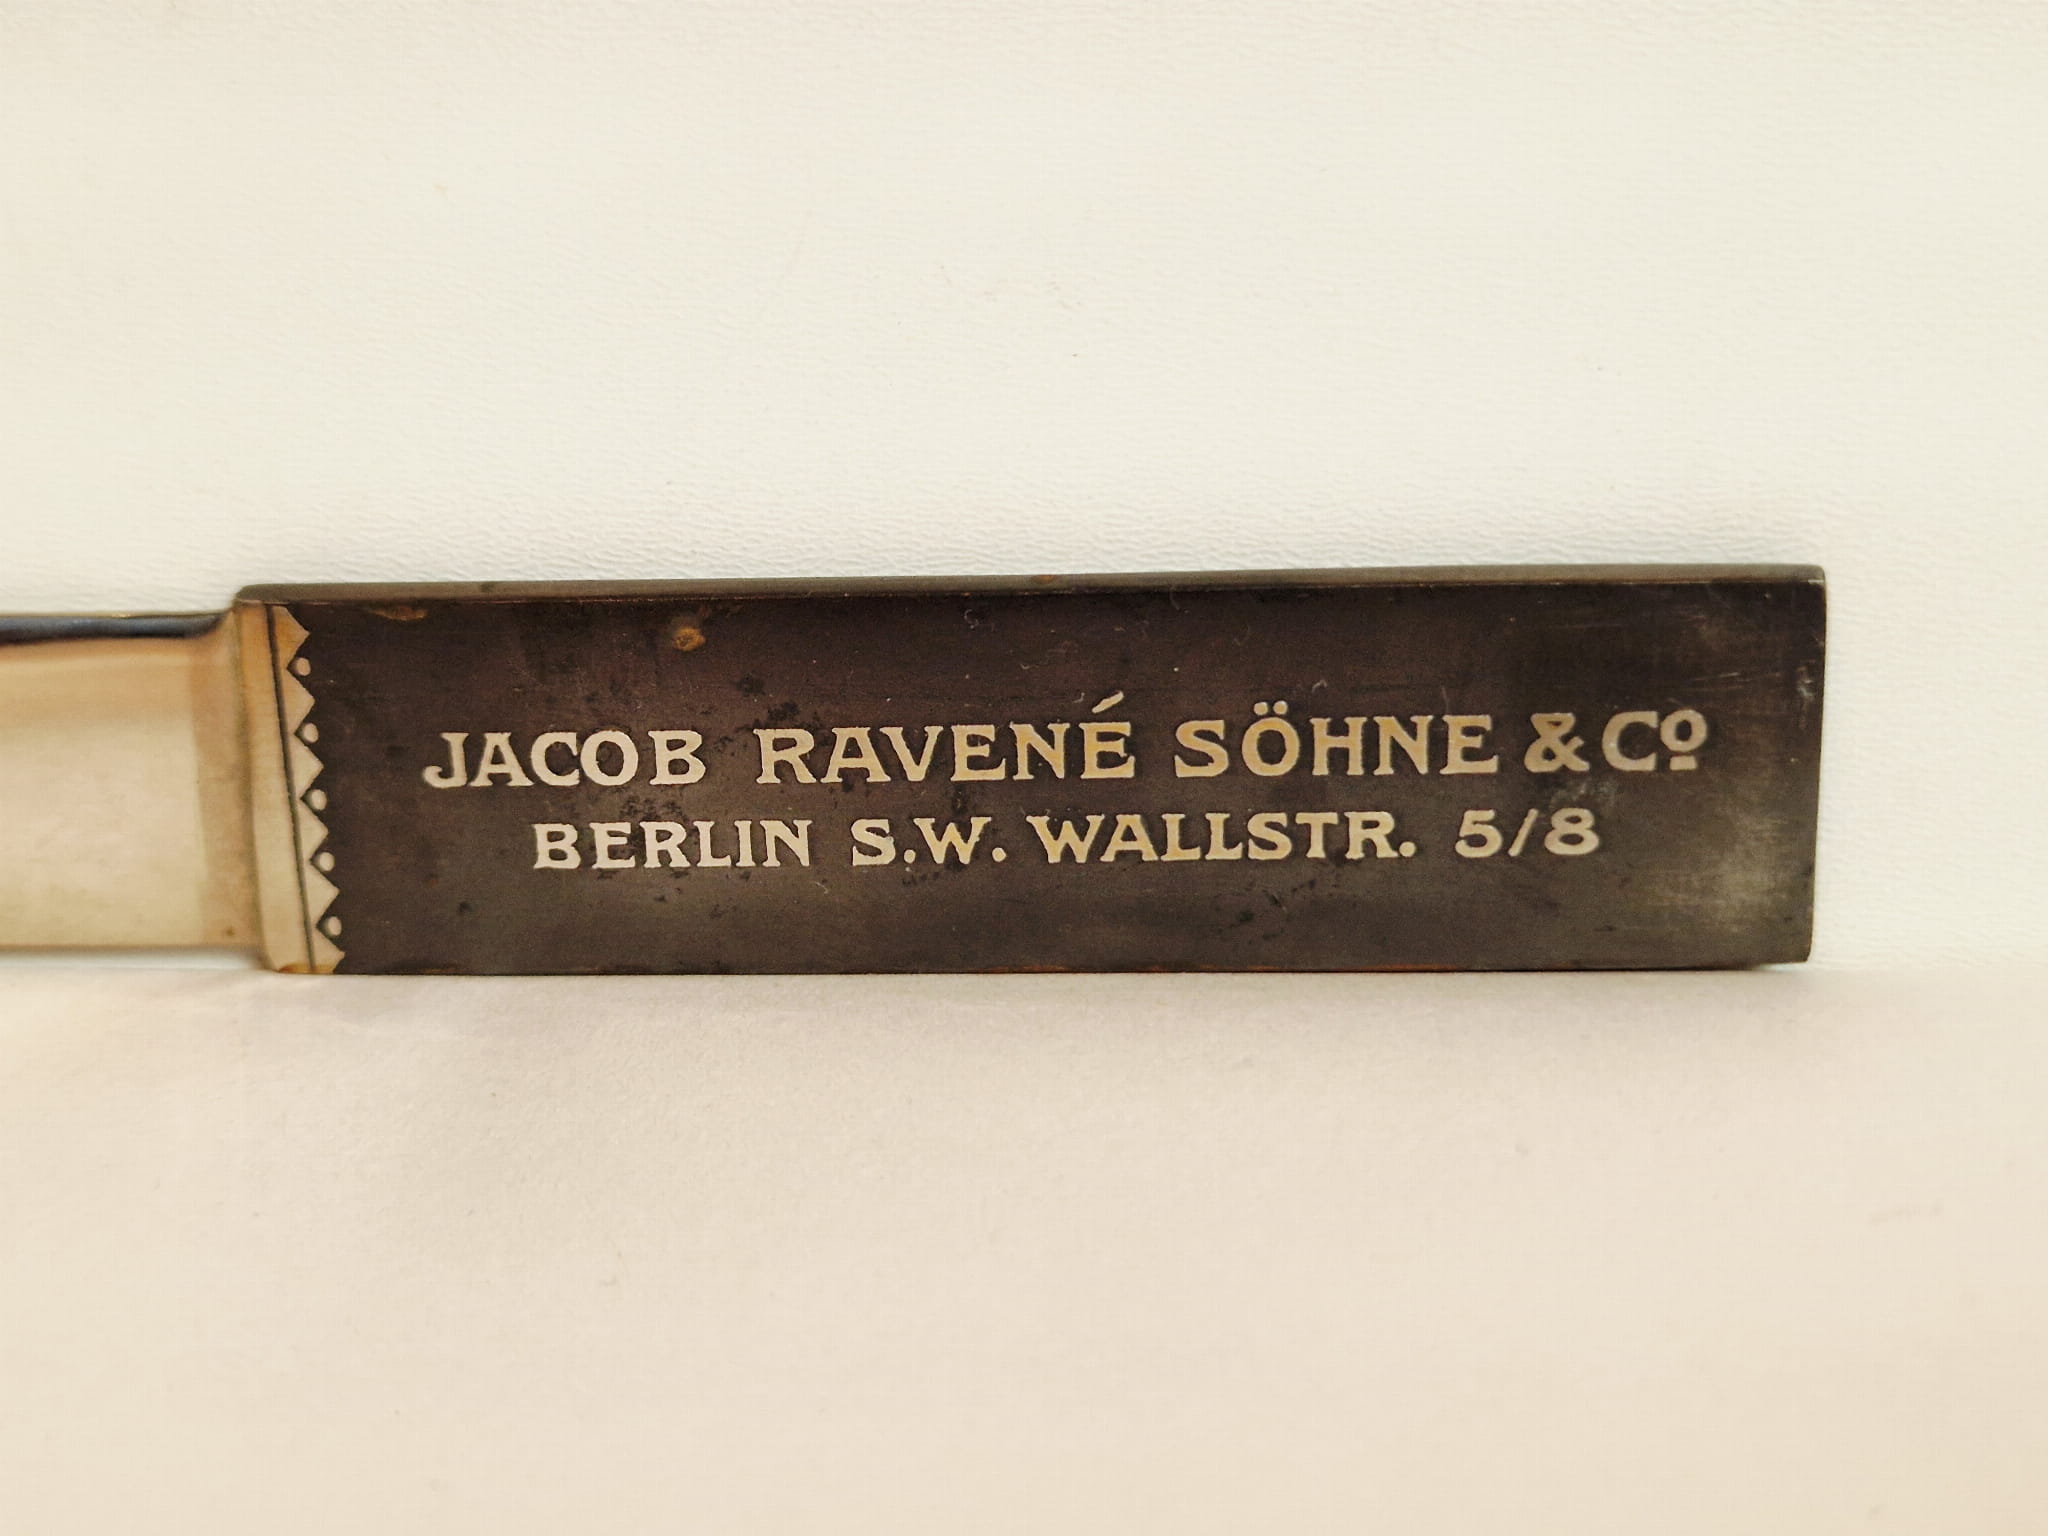 JACOB RAVENÉ SÖHNE & Cº
BERLIN S.W. WALLSTR. 5/8